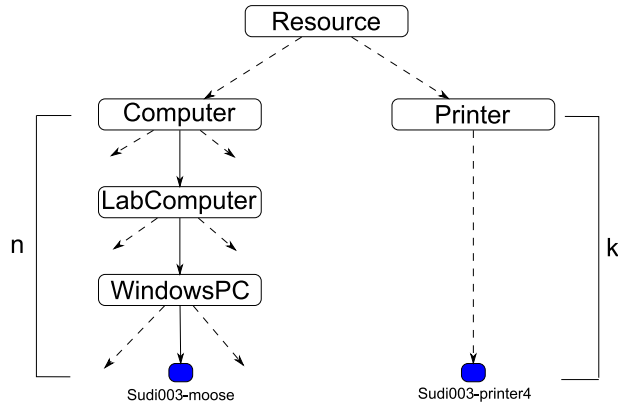 Resource
Computer
Printer
LabComputer
n
k
WindowsPC
Sudi003-moose
Sudi003-printer4